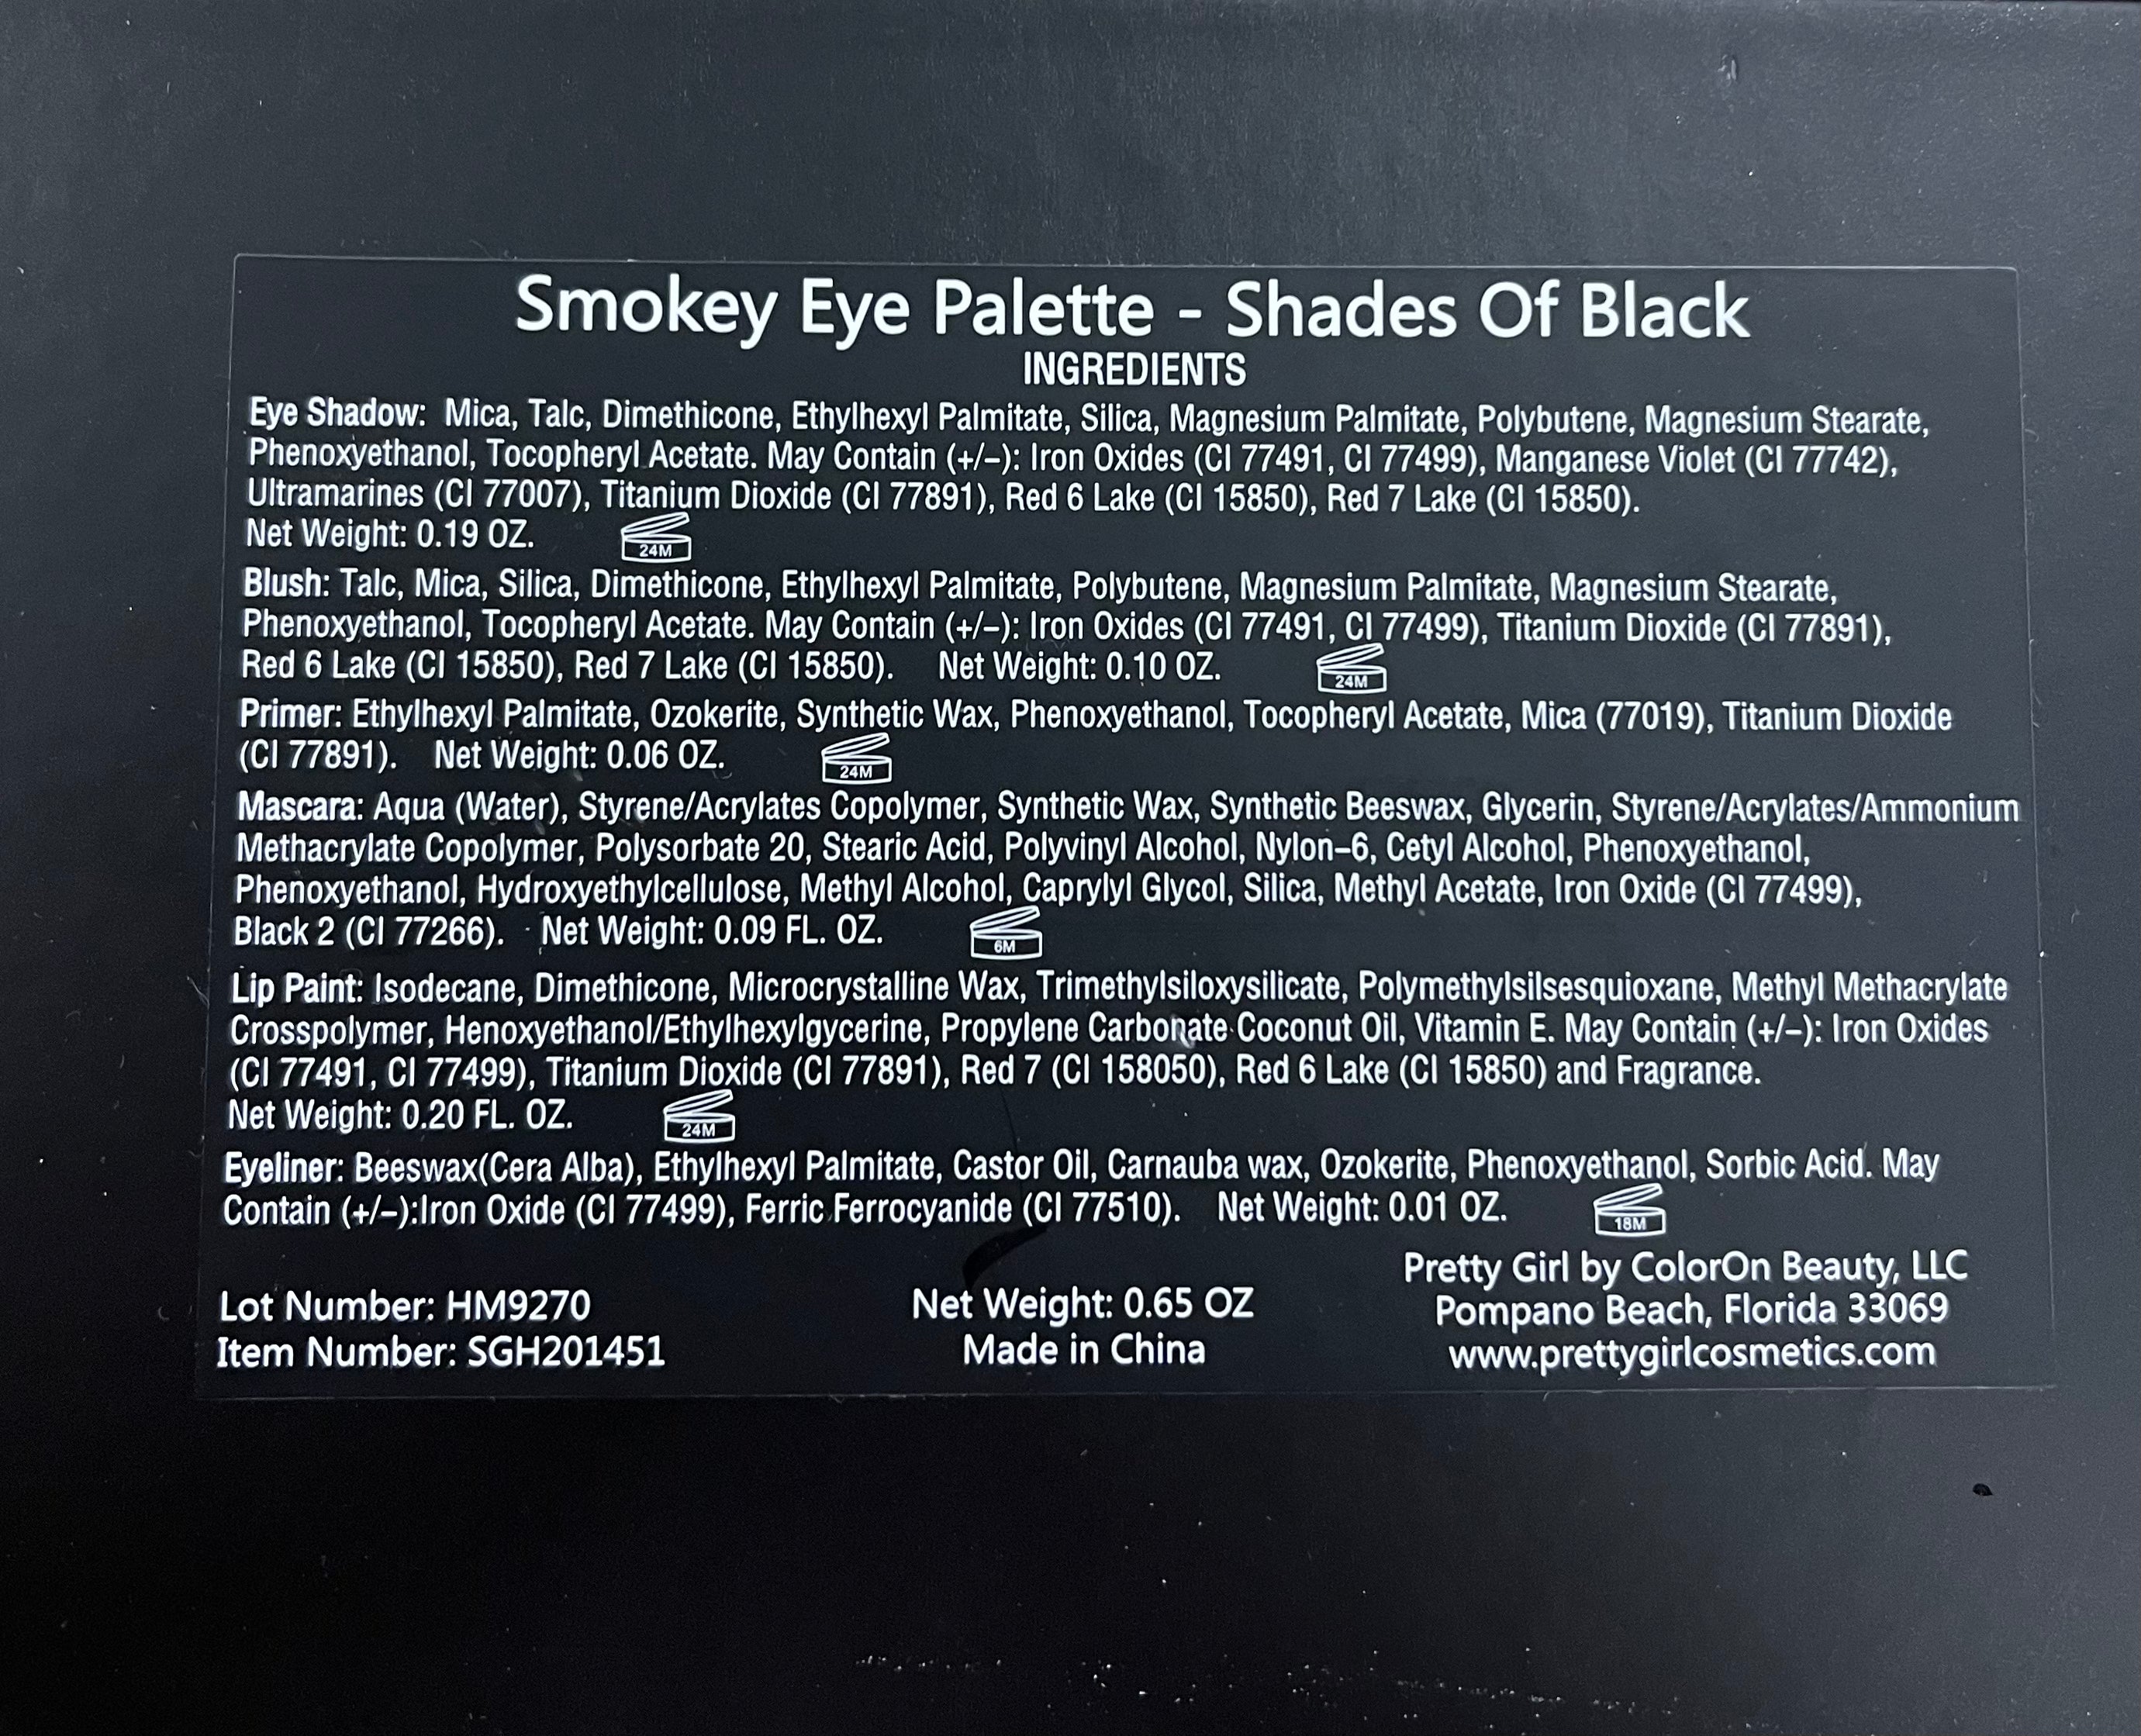 Smokey Eye Palette - Shades Of Black
INGREDIENTS
Eye Shadow: Mica, Talc, Dimethicone, Ethylhexyl Palmitate, Silica, Magnesium Palmitate, Polybutene, Magnesium Stearate,
Phenoxyethanol, Tocopheryl Acetate. May Contain (+/–): Iron Oxides (CI 77491, CI 77499), Manganese Violet (CI 77742),
Ultramarines (CI 77007), Titanium Dioxide (CI 77891), Red 6 Lake (CI 15850), Red 7 Lake (CI 15850).
Net Weight: 0.19 OZ. 24M
Blush: Talc, Mica, Silica, Dimethicone, Ethylhexyl Palmitate, Polybutene, Magnesium Palmitate, Magnesium Stearate,
Phenoxyethanol, Tocopheryl Acetate. May Contain (+/–): Iron Oxides (CI 77491, CI 77499), Titanium Dioxide (CI 77891),
Red 6 Lake (CI 15850), Red 7 Lake (CI 15850). Net Weight: 0.10 OZ. 24M
Primer: Ethylhexyl Palmitate, Ozokerite, Synthetic Wax, Phenoxyethanol, Tocopheryl Acetate, Mica (77019), Titanium Dioxide
(CI 77891). Net Weight: 0.06 OZ. 24M
Mascara: Aqua (Water), Styrene/Acrylates Copolymer, Synthetic Wax, Synthetic Beeswax, Glycerin, Styrene/Acrylates/Ammonium
Methacrylate Copolymer, Polysorbate 20, Stearic Acid, Polyvinyl Alcohol, Nylon–6, Cetyl Alcohol, Phenoxyethanol,
Phenoxyethanol, Hydroxyethylcellulose, Methyl Alcohol, Caprylyl Glycol, Silica, Methyl Acetate, Iron Oxide (CI 77499),
Black 2 (CI 77266). Net Weight: 0.09 FL. OZ. 6M
Lip Paint: Isodecane, Dimethicone, Microcrystalline Wax, Trimethylsiloxysilicate, Polymethylsilsesquioxane, Methyl Methacrylate
Crosspolymer, Henoxyethanol/Ethylhexylgycerine, Propylene Carbonate Coconut Oil, Vitamin E. May Contain (+/–): Iron Oxides
(CI 77491, CI 77499), Titanium Dioxide (CI 77891), Red 7 (CI 158050), Red 6 Lake (CI 15850) and Fragrance.
Net Weight: 0.20 FL. OZ. 24M
Eyeliner: Beeswax(Cera Alba), Ethylhexyl Palmitate, Castor Oil, Carnauba wax, Ozokerite, Phenoxyethanol, Sorbic Acid. May
Contain (+/–):Iron Oxide (CI 77499), Ferric Ferrocyanide (CI 77510). Net Weight: 0.01 OZ. 18M
Lot Number: HM9270
Item Number: SGH201451
Net Weight: 0.65 OZ
Made in China
Pretty Girl by ColorOn Beauty, LLC
Pompano Beach, Florida 33069
www.prettygirlcosmetics.com